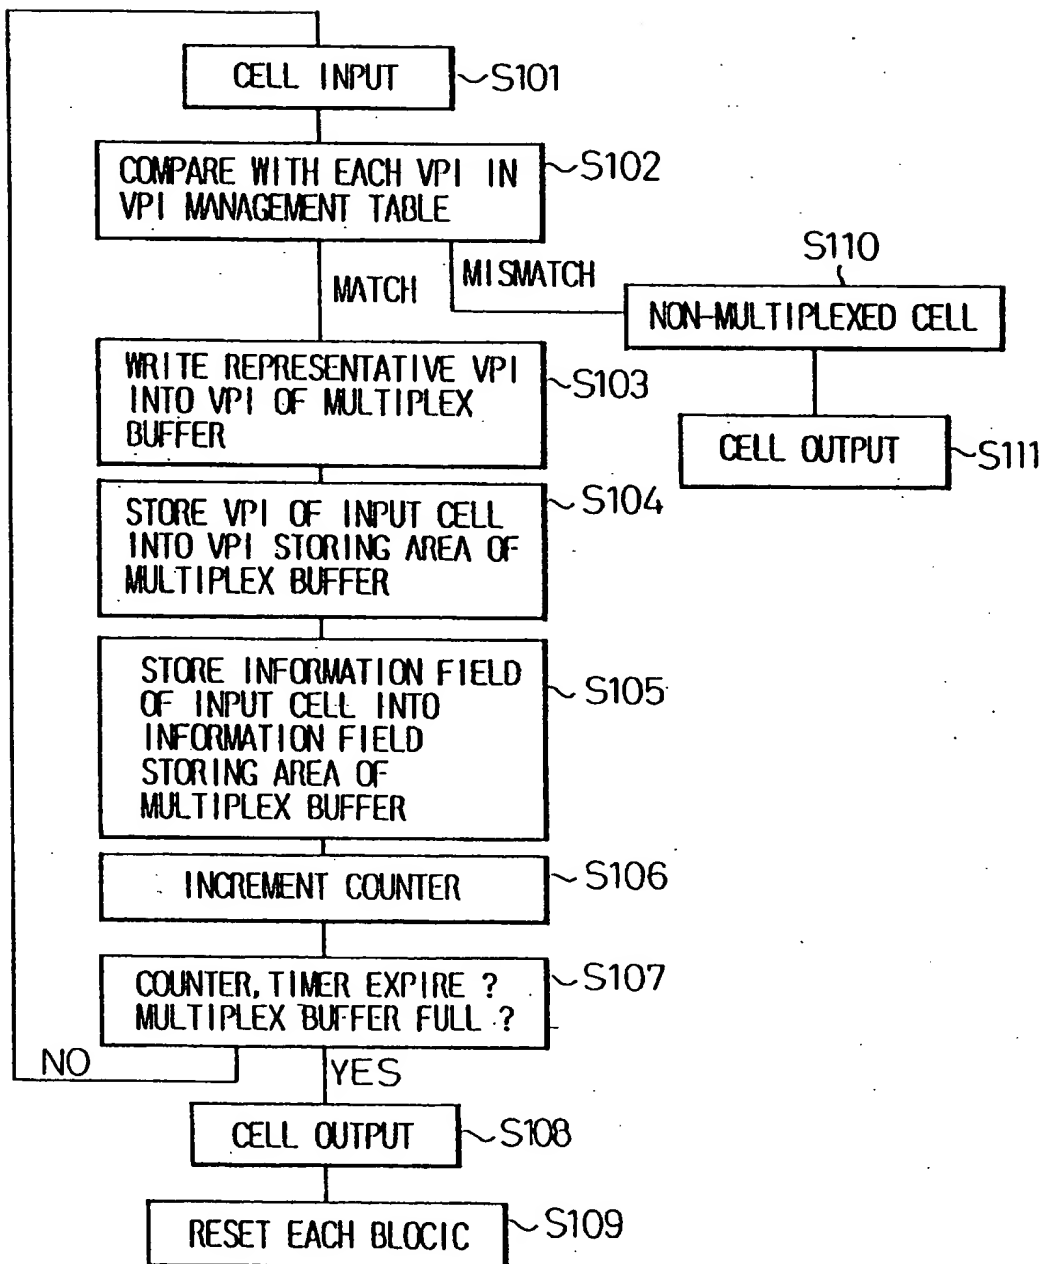 CELL INPUT
S101
COMPARE WITH EACH VPI IN
VPI MANAGEMENT TABLE
S102
MATCH
MISMATCH
S110
NON-MULTIPLEXED CELL
CELL OUTPUT
S111
WRITE REPRESENTATIVE VPI
INTO VPI OF MULTIPLEX
BUFFER
S103
STORE VPI OF INPUT CELL
INTO VPI STORING AREA OF
MULTIPLEX BUFFER
S104
STORE INFORMATION FIELD
OF INPUT CELL INTO
INFORMATION FIELD
STORING AREA OF
MULTIPLEX BUFFER
S105
INCREMENT COUNTER
S106
COUNTER, TIMER EXPIRE ?
MULTIPLEX BUFFER FULL ?
S107
NO
YES
CELL OUTPUT
S108
RESET EACH BLOCIC
S109